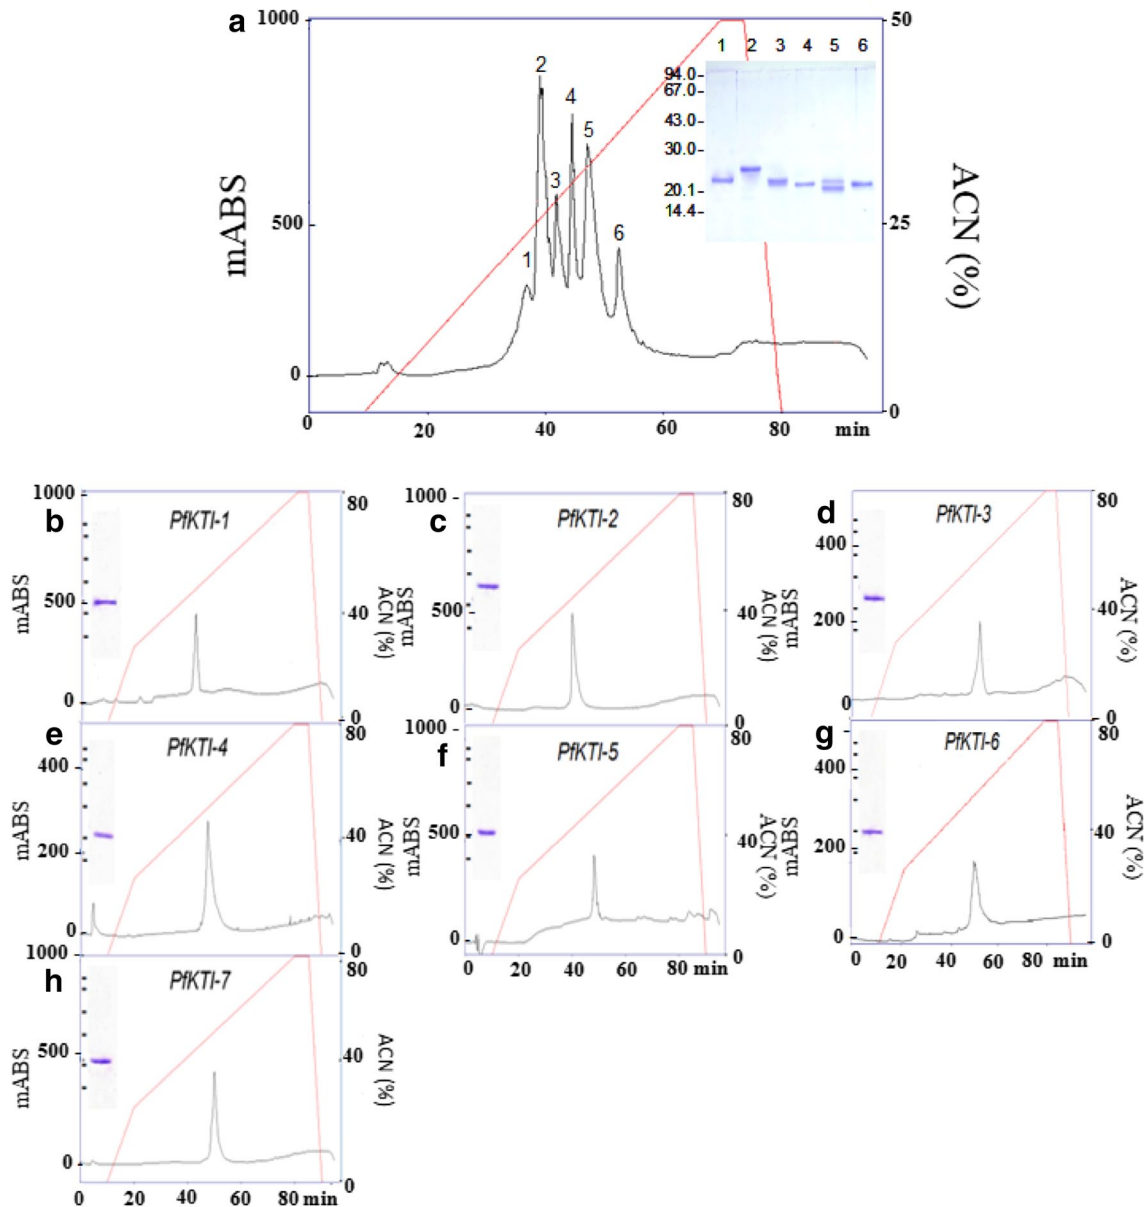 a
1000
50
1 2 3 4 5 6
94.0-
67.0-
43.0-
30.0-
20.1-
14.4-
2
4
5
3
1
6
mABS
500
25
ACN (%)
0
0
0 20 40 60 80 min
b
1000
PfKTI-1
80
mABS
500
40
ACN (%)
0
0
c
1000
PfKTI-2
80
mABS
500
40
ACN (%)
0
0
d
PfKTI-3
80
mABS
400
200
40
ACN (%)
0
0
e
PfKTI-4
80
mABS
400
200
40
ACN (%)
0
0
f
1000
PfKTI-5
80
mABS
500
40
ACN (%)
0
0
0 20 40 60 80 min
g
PfKTI-6
80
400
200
40
ACN (%)
0
0
0 20 40 60 80 min
h
1000
PfKTI-7
80
mABS
500
40
ACN (%)
0
0
0 20 40 60 80 min